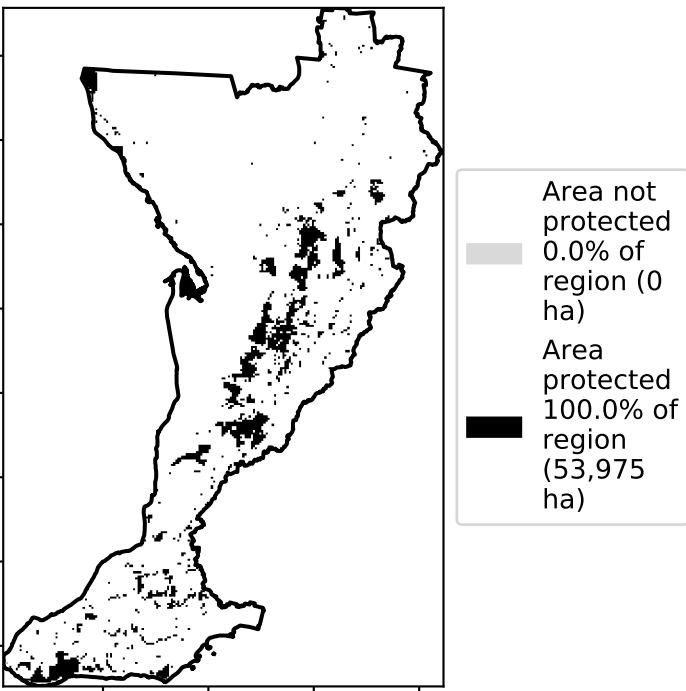 Area not
protected
0.0% of
region (0
ha)
Area
protected
100.0% of
region
(53,975
ha)